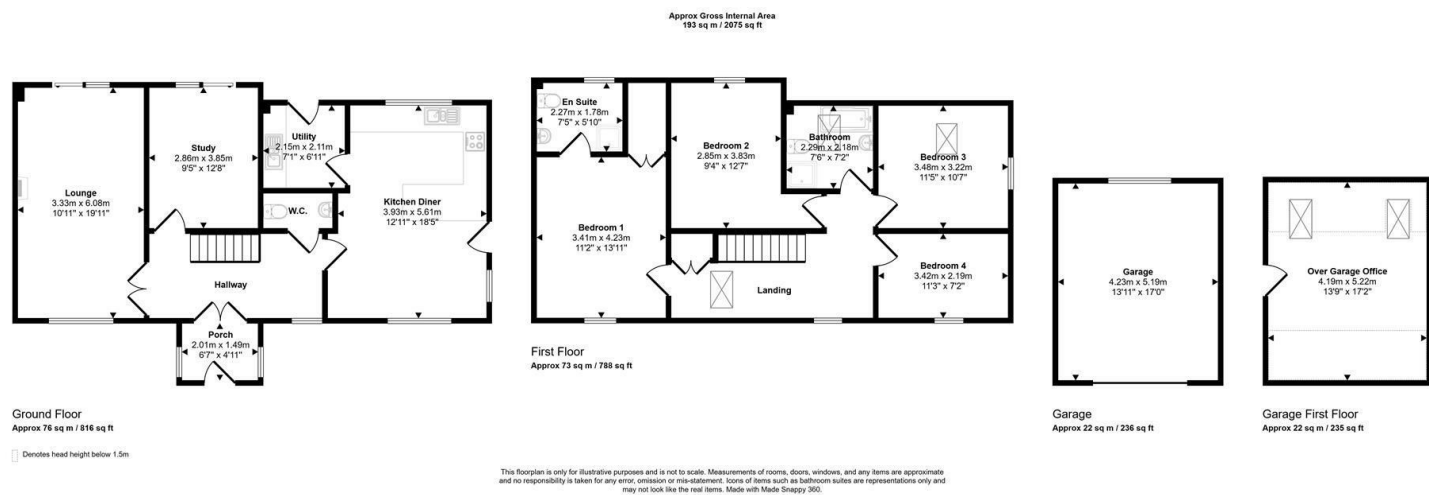 Approx Gross Internal Area
193 sq m / 2075 sq ft
Lounge
3.33m x 6.08m
10'11" x 19'11"
Study
2.86m x 3.85m
9'5" x 12'8"
Utility
2.15m x 2.11m
7'1" x 6'11"
W.C.
Kitchen Diner
3.93m x 5.61m
12'11" x 18'5"
Hallway
Porch
2.01m x 1.49m
6'7" x 4'11"
Ground Floor
Approx 76 sq m / 816 sq ft
Denotes head height below 1.5m
En Suite
2.27m x 1.78m
7'5" x 5'10"
Bedroom 1
3.41m x 4.23m
11'2" x 13'11"
Bedroom 2
2.85m x 3.83m
9'4" x 12'7"
Bathroom
2.29m x 2.18m
7'6" x 7'2"
Bedroom 3
3.48m x 3.22m
11'5" x 10'7"
Bedroom 4
3.42m x 2.19m
11'3" x 7'2"
Landing
First Floor
Approx 73 sq m / 788 sq ft
Garage
4.23m x 5.19m
13'11" x 17'0"
Garage
Approx 22 sq m / 236 sq ft
Over Garage Office
4.19m x 5.22m
13'9" x 17'2"
Garage First Floor
Approx 22 sq m / 235 sq ft
This floorplan is only for illustrative purposes and is not to scale. Measurements of rooms, doors, windows, and any items are approximate
and no responsibility is taken for any error, omission or mis-statement. Icons of items such as bathroom suites are representations only and
may not look like the real items. Made with Made Snappy 360.